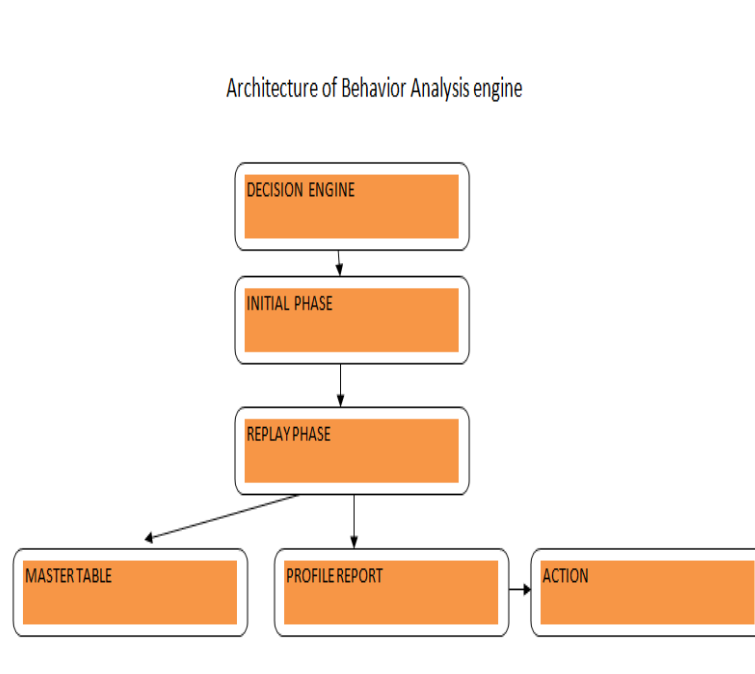 Architecture of Behavior Analysis engine
DECISION ENGINE
INITIAL PHASE
REPLAY PHASE
MASTER TABLE
PROFILE REPORT
ACTION